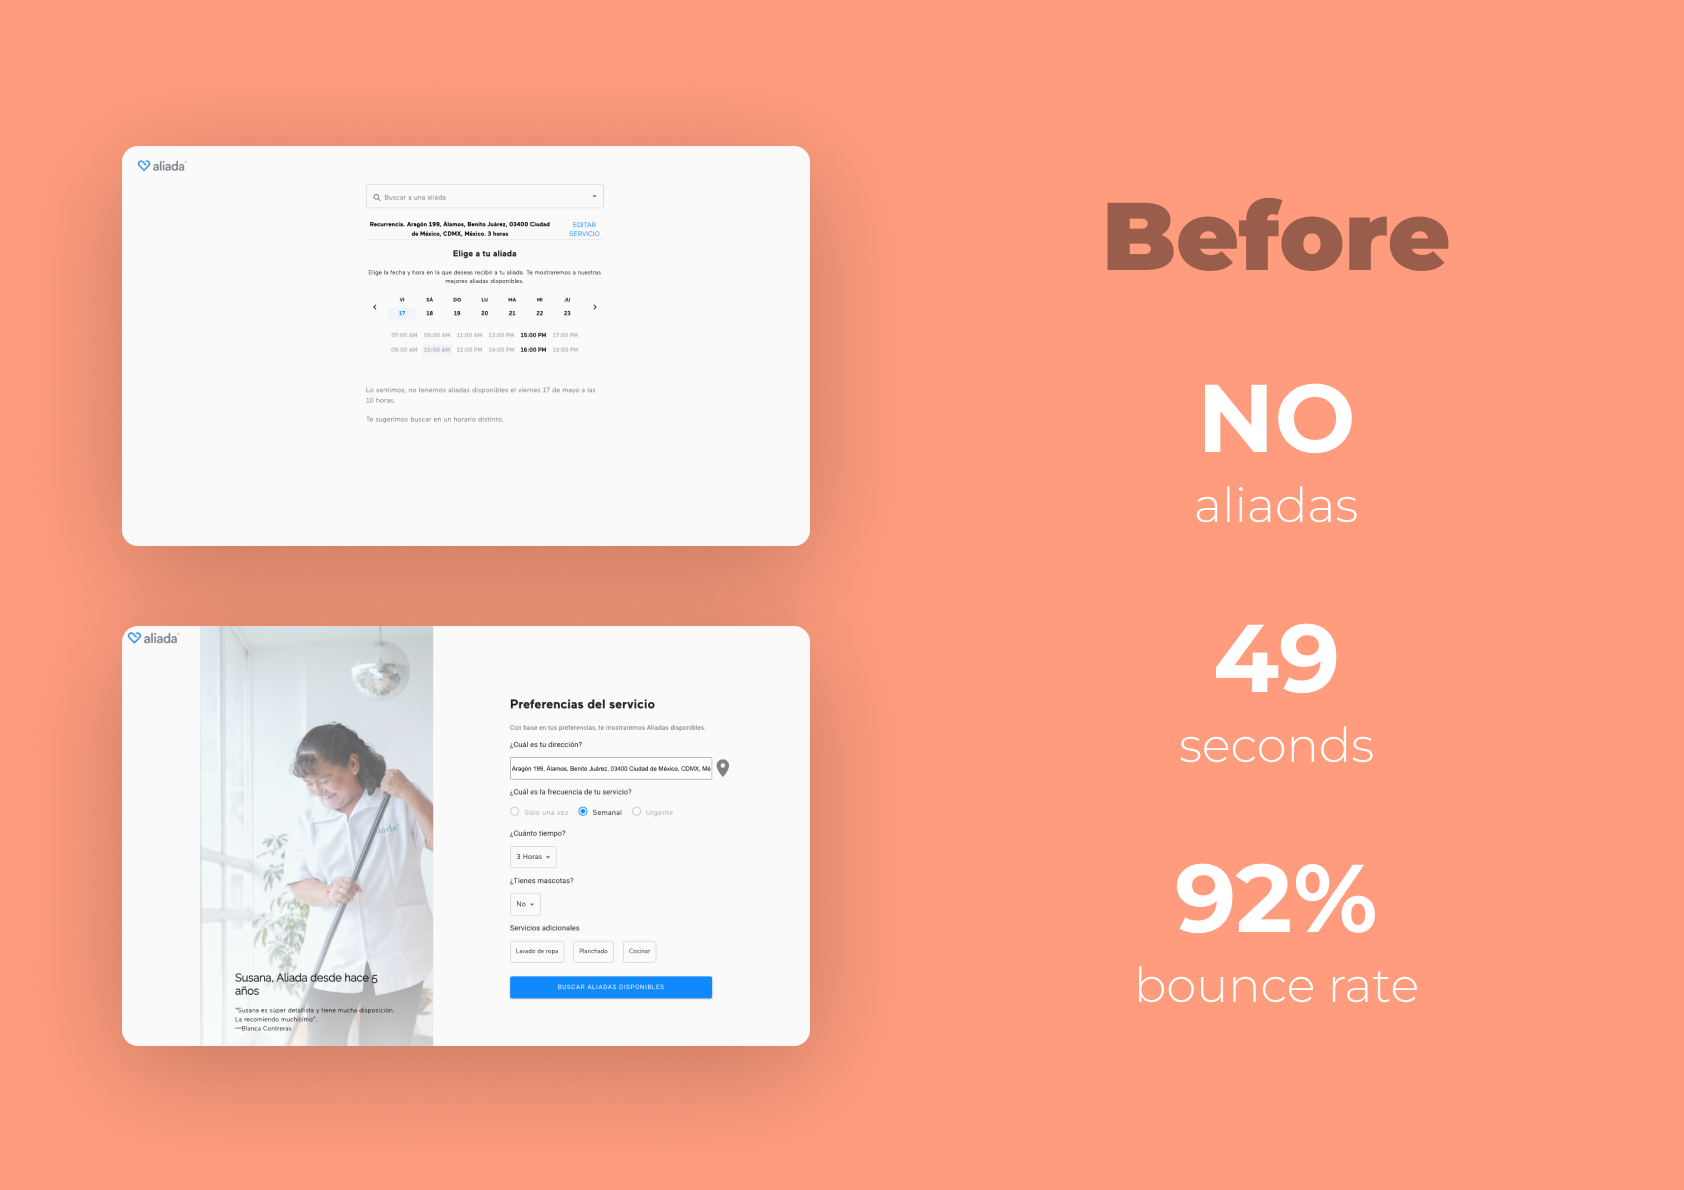 aliada
Buscar a una aliada
Recurrencia. Aragón 199, Álamos, Benito Juárez, 03400 Ciudad
de México, CDMX, México. 3 horas
EDITAR
SERVICIO
Elige a tu aliada
Elige la fecha y hora en la que deseas recibir a tu aliada. Te mostraremos a nuestras
mejores aliadas disponibles.
VI SÁ DO LU MA MI JU
17 18 19 20 21 22 23
07:00 AM 09:00 AM 11:00 AM 13:00 PM 15:00 PM 17:00 PM
08:00 AM 10:00 AM 12:00 PM 14:00 PM 16:00 PM 18:00 PM
Lo sentimos, no tenemos aliadas disponibles el viernes 17 de mayo a las
10 horas.
Te sugerimos buscar en un horario distinto.
aliada
iada
Susana, Aliada desde hace 5
años
"Susana es súper detallista y tiene mucha disposición.
La recomiendo muchísimo".
—Blanca Contreras.
Preferencias del servicio
Con base en tus preferencias, te mostraremos Aliadas disponibles.
¿Cuál es tu dirección?
Aragón 199, Álamos, Benito Juárez, 03400 Ciudad de México, CDMX, Mé
¿Cuál es la frecuencia de tu servicio?
Sólo una vez Semanal Urgente
¿Cuánto tiempo?
3 Horas
¿Tienes mascotas?
No
Servicios adicionales
Lavado de ropa Planchado Cocinar
BUSCAR ALIADAS DISPONIBLES
Before
NO
aliadas
49
seconds
92%
bounce rate